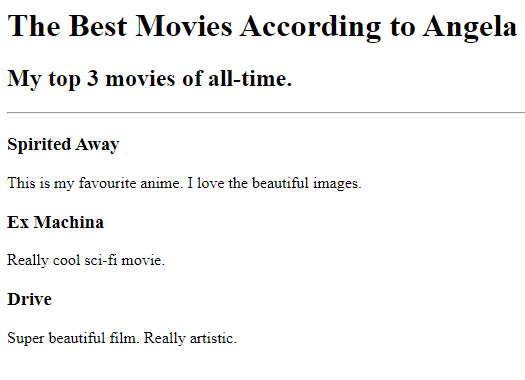 The Best Movies According to Angela
My top 3 movies of all-time.
Spirited Away
This is my favourite anime. I love the beautiful images.
Ex Machina
Really cool sci-fi movie.
Drive
Super beautiful film. Really artistic.